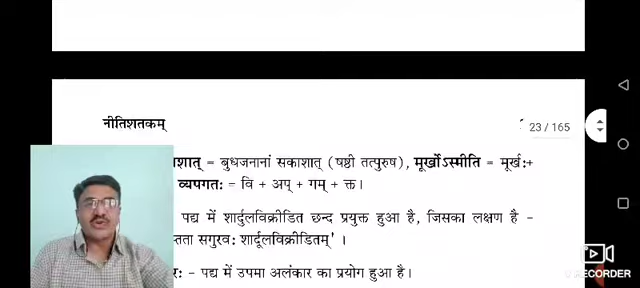 नीतिशतकम्
23 / 165
शात् = बुधजनानां सकाशात् (षष्ठी तत्पुरुष), मूर्खोऽस्मीति = मूर्ख:+
व्यपगत: = वि + अप् + गम् + क्त।
पद्य में शार्दुलविक्रीडित छन्द प्रयुक्त हुआ है, जिसका लक्षण है -
सगुरव: शार्दूलविक्रीडितम्' ।
- पद्य में उपमा अलंकार का प्रयोग हुआ है।
RECORDER